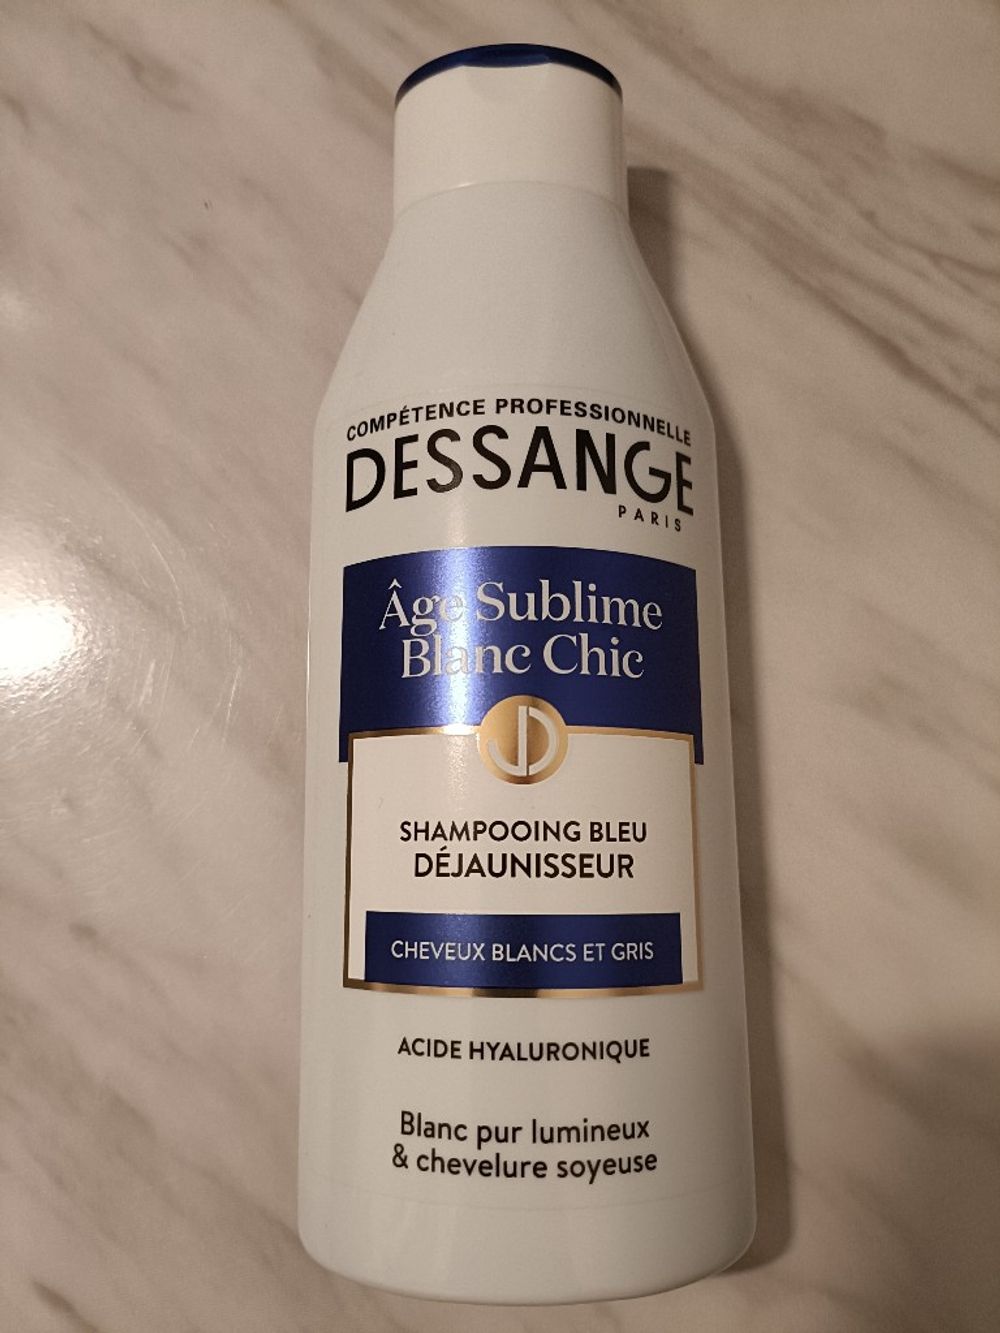 COMPÉTENCE PROFESSIONNELLE
DESSANGE
PARIS
Âge Sublime
Blanc Chic
JD
SHAMPOOING BLEU
DÉJAUNISSEUR
CHEVEUX BLANCS ET GRIS
ACIDE HYALURONIQUE
Blanc pur lumineux
& chevelure soyeuse